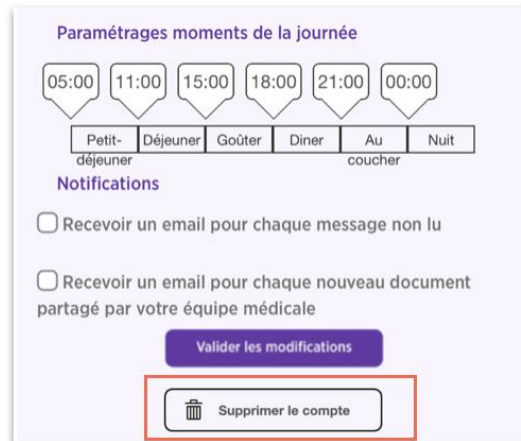 Paramétrages moments de la journée
05:00 11:00 15:00 18:00 21:00 00:00
Petit- Déjeuner Goûter Diner Au Nuit
déjeuner coucher
Notifications
Recevoir un email pour chaque message non lu
Recevoir un email pour chaque nouveau document
partagé par votre équipe médicale
Valider les modifications
Supprimer le compte